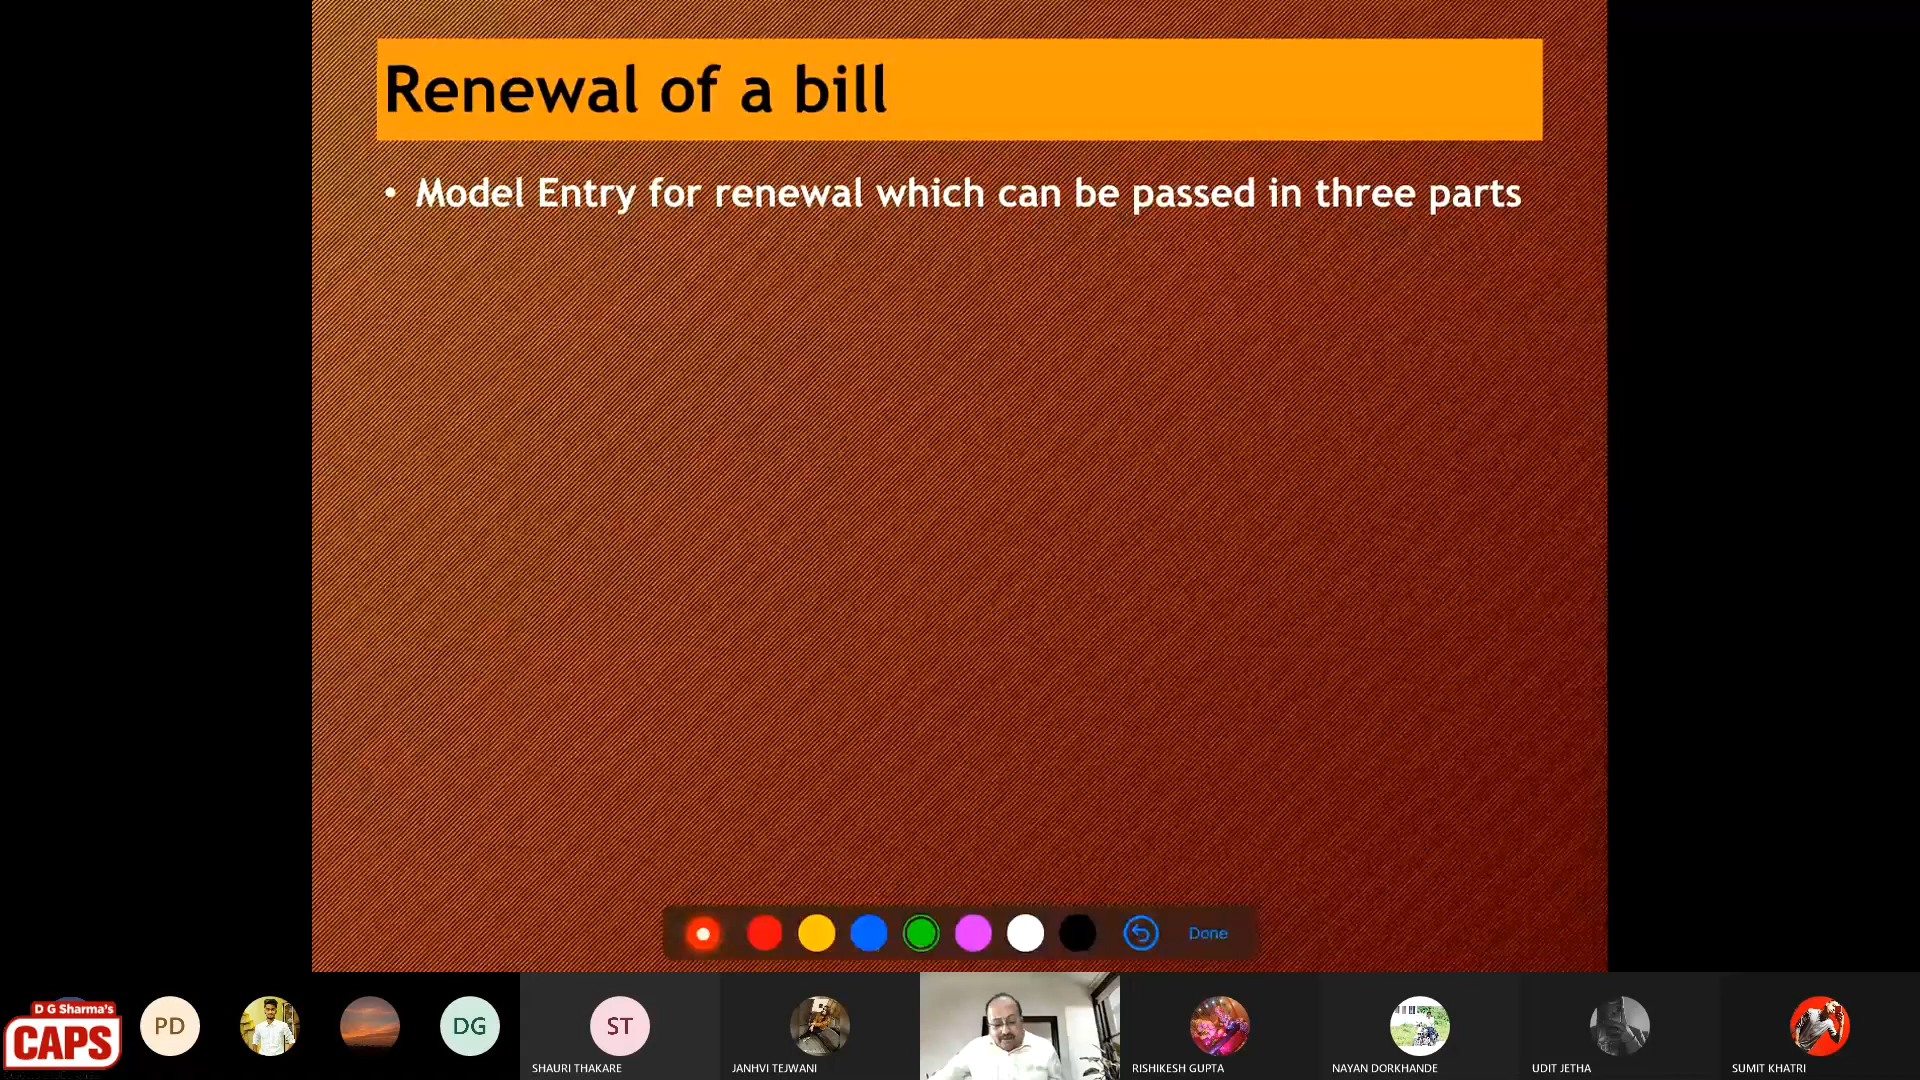 Renewal of a bill
• Model Entry for renewal which can be passed in three parts
Done
D G Sharma's
CAPS
PD
DG
ST
SHAURI THAKARE
JANHVI TEJWANI
RISHIKESH GUPTA
NAYAN DORKHANDE
UDIT JETHA
SUMIT KHATRI